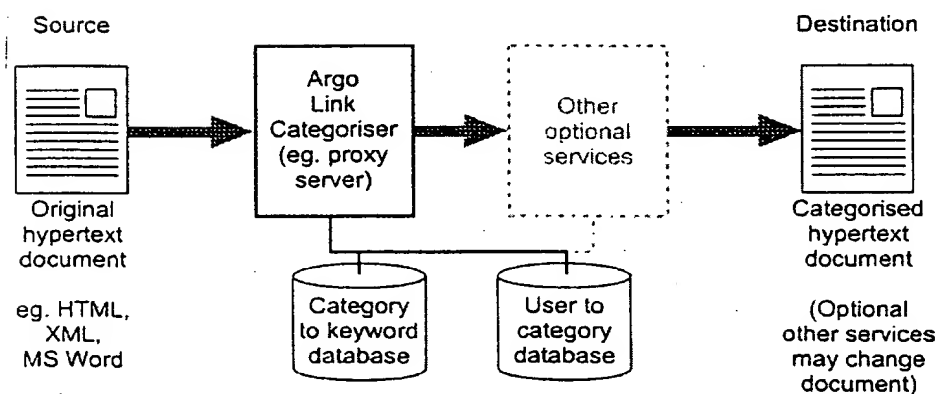 Source
Destination
Argo
Link
Categoriser
(eg. proxy
server)
Other
optional
services
Original
hypertext
document
Categorised
hypertext
document
eg. HTML,
XML,
MS Word
Category
to keyword
database
User to
category
database
(Optional
other services
may change
document)